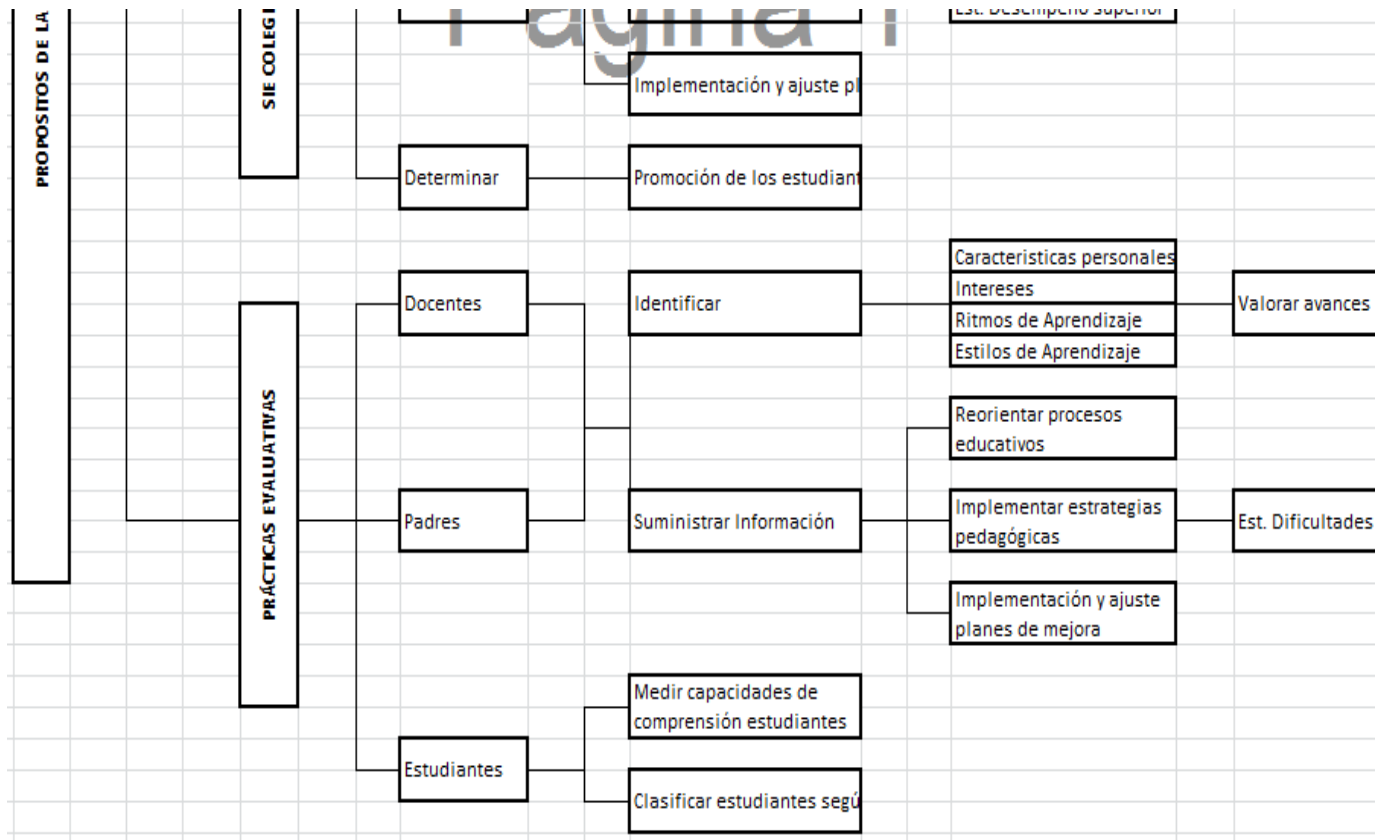 PROPOSITOS DE LA
SIE COLEG
Página 1
Est. Desempeño superior
Implementación y ajuste pl
Determinar
Promoción de los estudiant
PRÁCTICAS EVALUATIVAS
Docentes
Identificar
Caracteristicas personales
Intereses
Ritmos de Aprendizaje
Estilos de Aprendizaje
Valorar avances
Reorientar procesos
educativos
Padres
Suministrar Información
Implementar estrategias
pedagógicas
Est. Dificultades
Implementación y ajuste
planes de mejora
Medir capacidades de
comprensión estudiantes
Estudiantes
Clasificar estudiantes segú